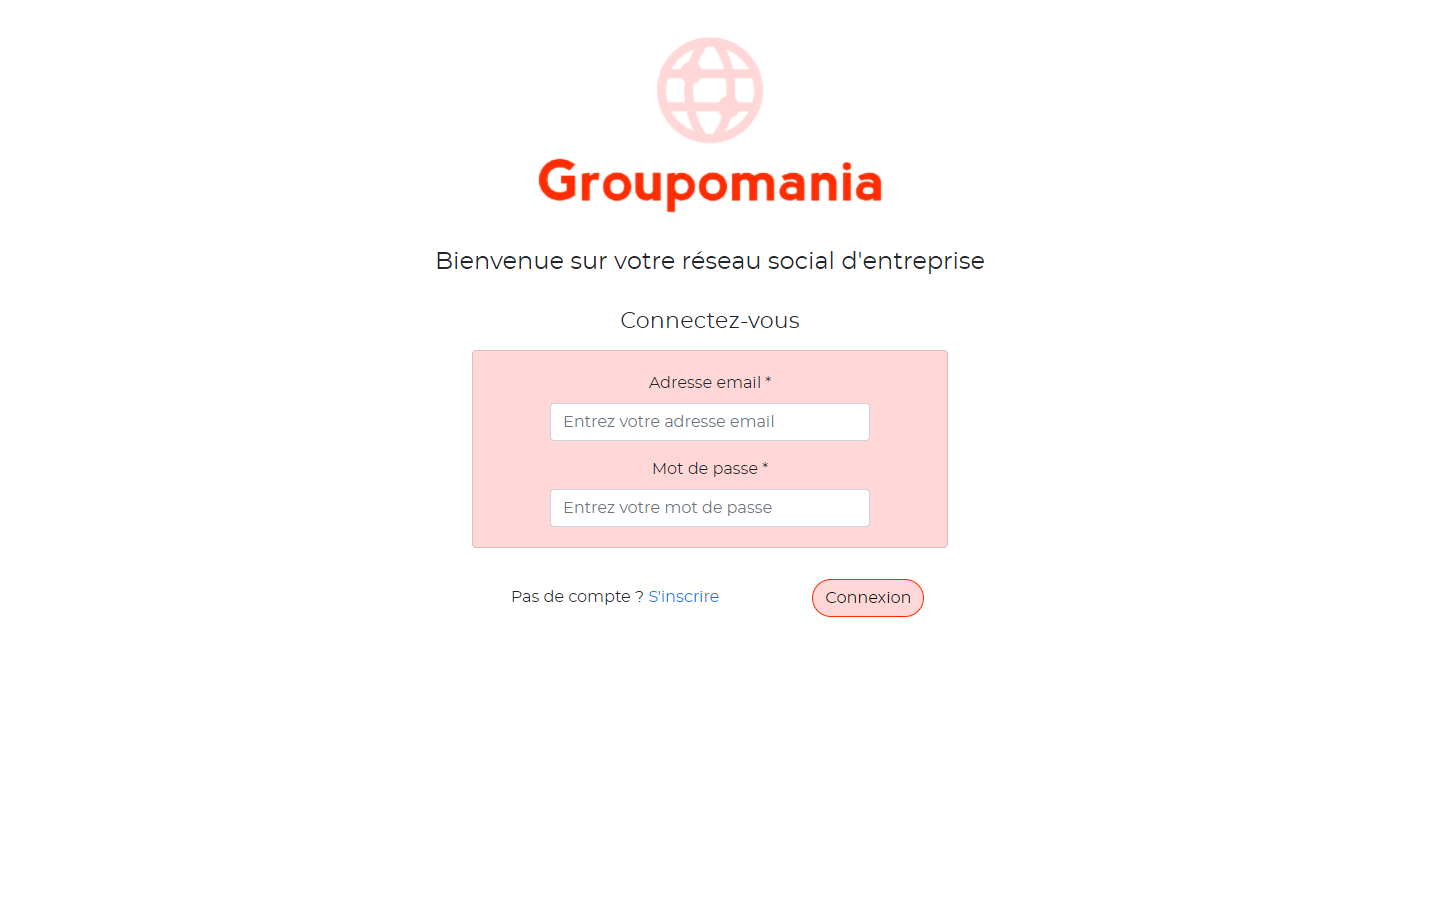 Groupomania
Bienvenue sur votre réseau social d'entreprise
Connectez-vous
Adresse email *
Entrez votre adresse email
Mot de passe *
Entrez votre mot de passe
Pas de compte ? S'inscrire
Connexion